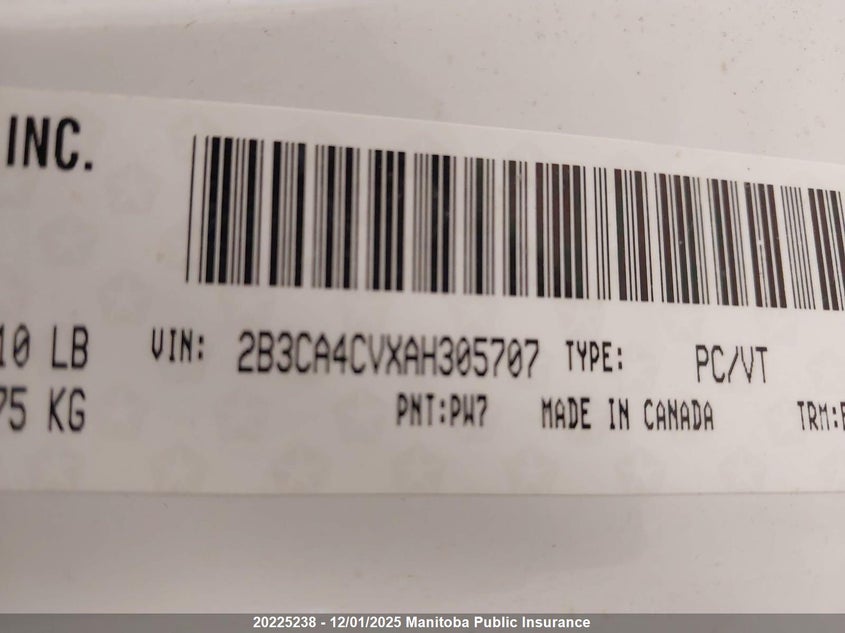 INC.
10 LB VIN: 2B3CA4CVXAH305707 TYPE: PC/VT
75 KG PNT:PW7 MADE IN CANADA TRM:
20225238 - 12/01/2025 Manitoba Public Insurance